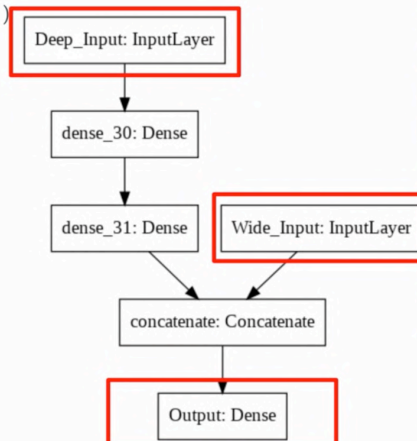 )
Deep_Input: InputLayer
dense_30: Dense
dense_31: Dense
Wide_Input: InputLayer
concatenate: Concatenate
Output: Dense